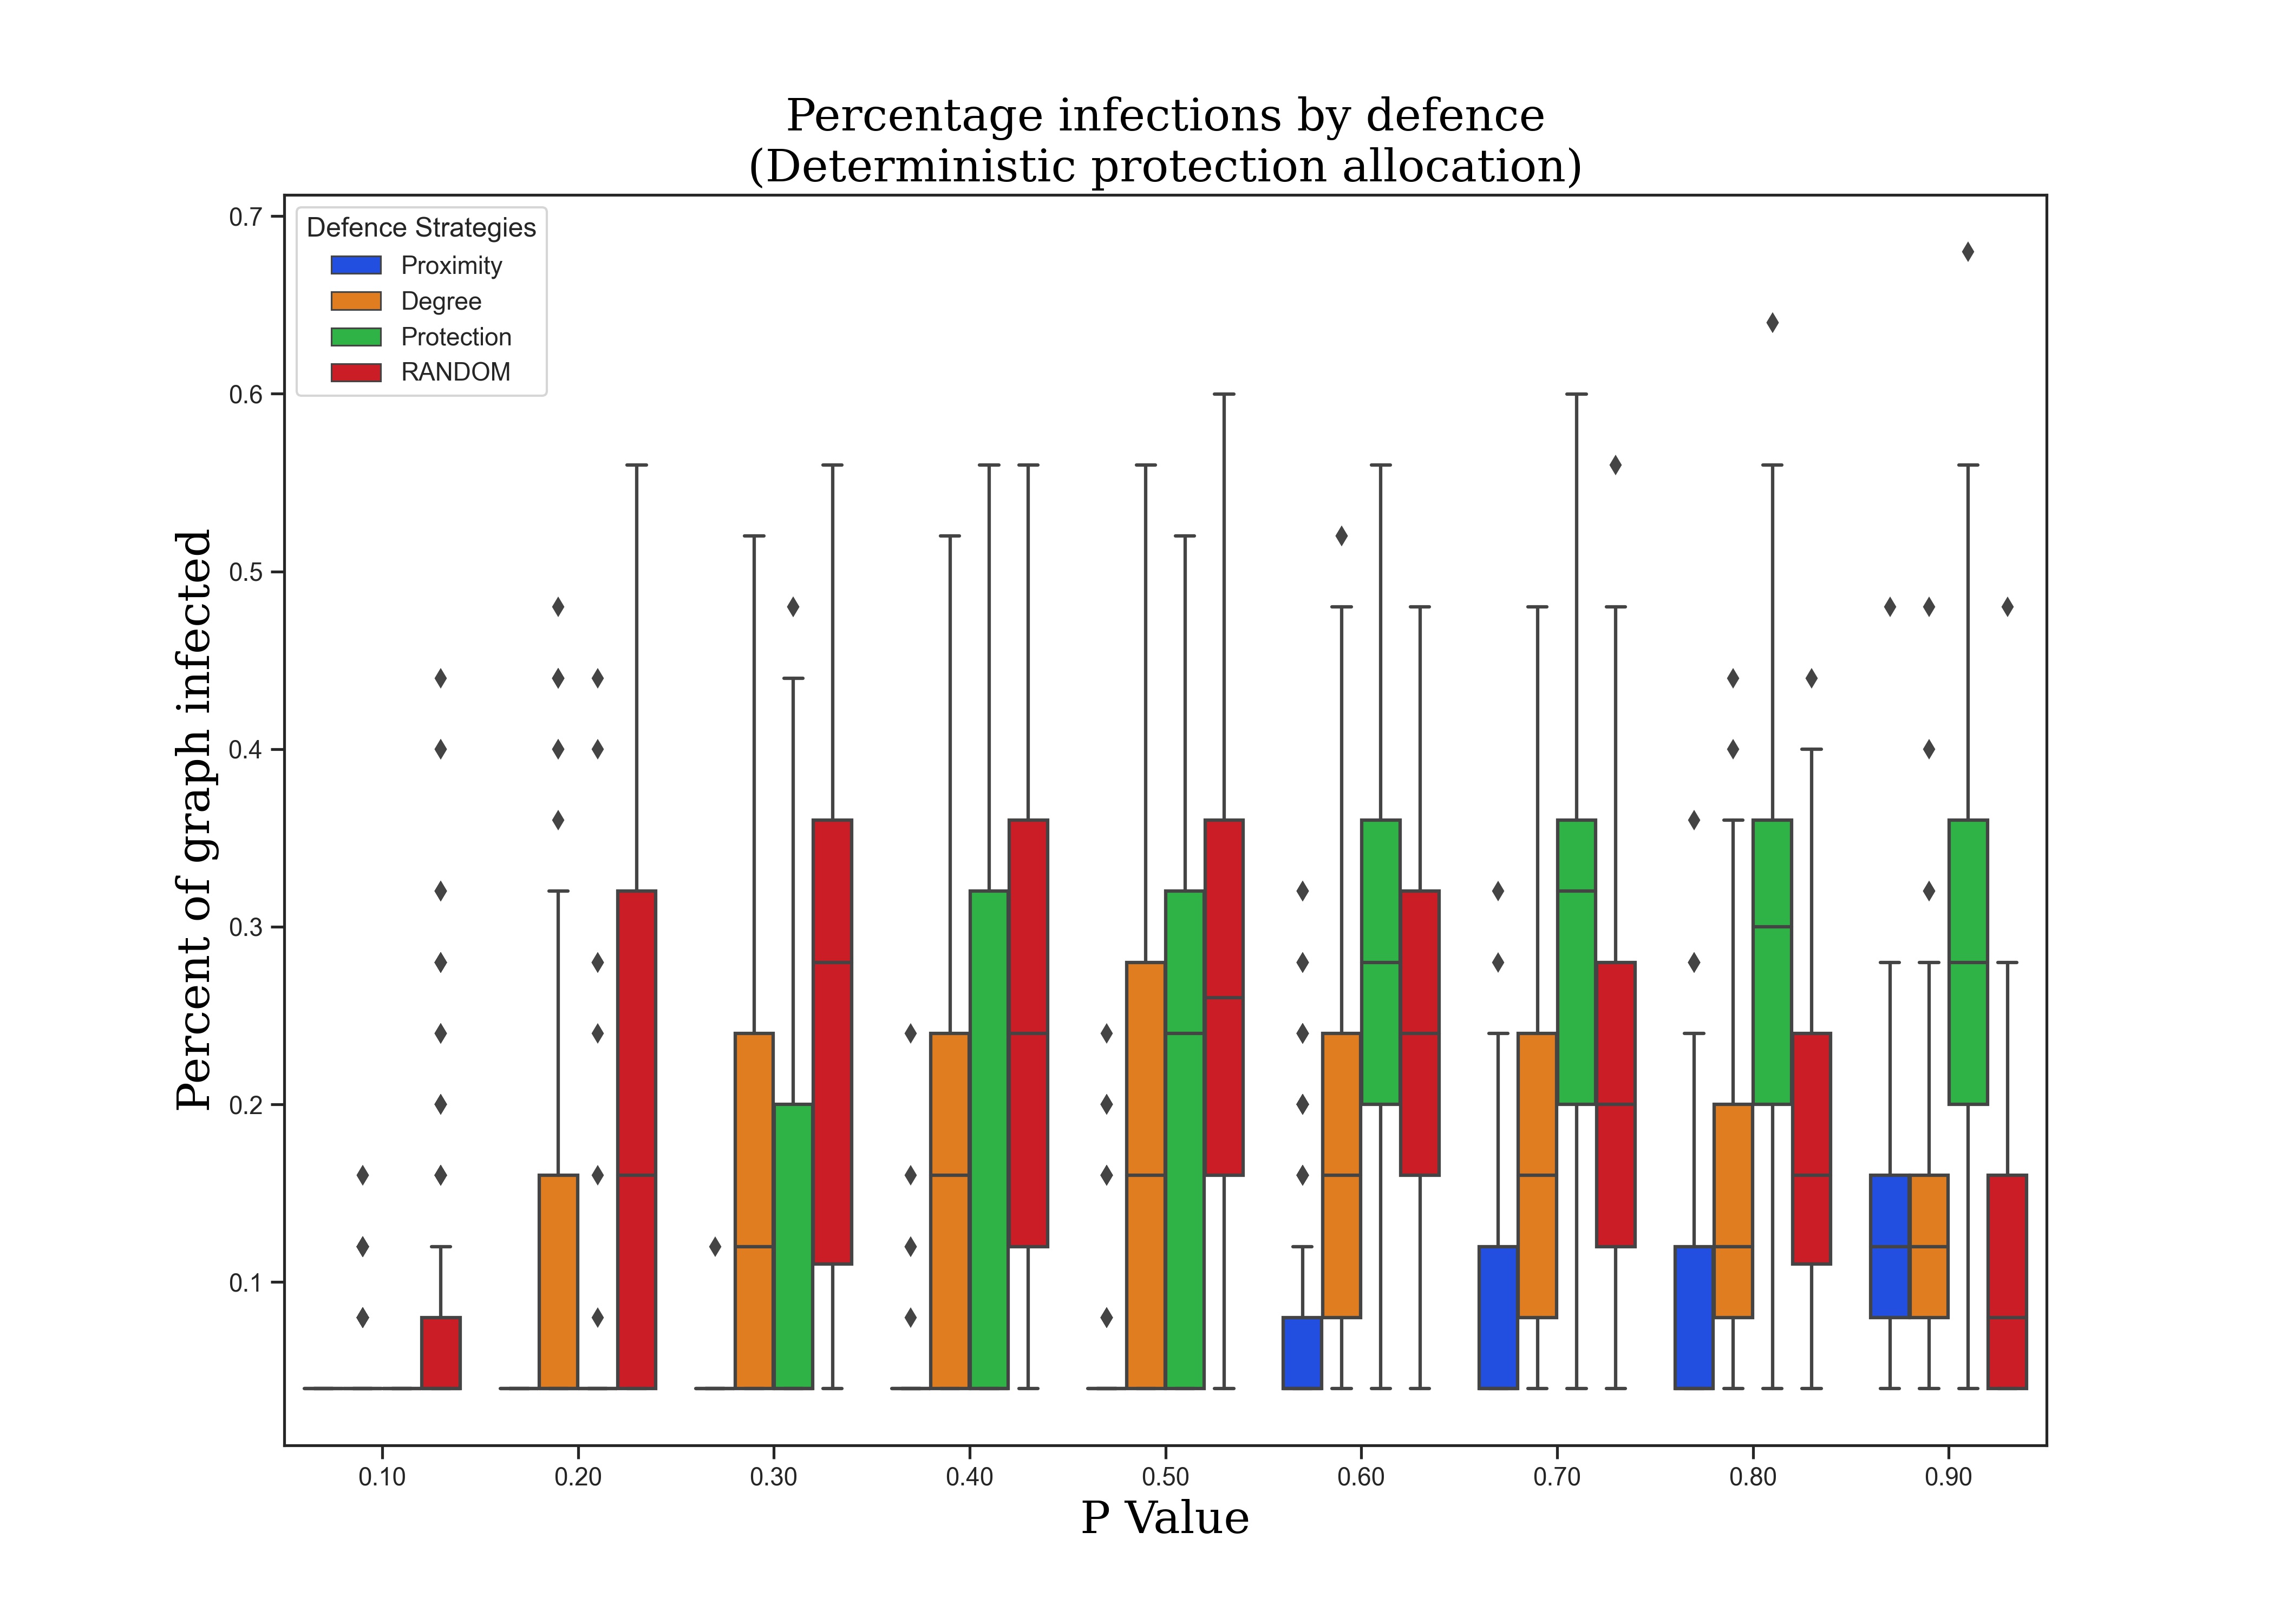 Percentage infections by defence
(Deterministic protection allocation)
Defence Strategies
Proximity
Degree
Protection
RANDOM
Percent of graph infected
0.7
0.6
0.5
0.4
0.3
0.2
0.1
0.10 0.20 0.30 0.40 0.50 0.60 0.70 0.80 0.90
P Value